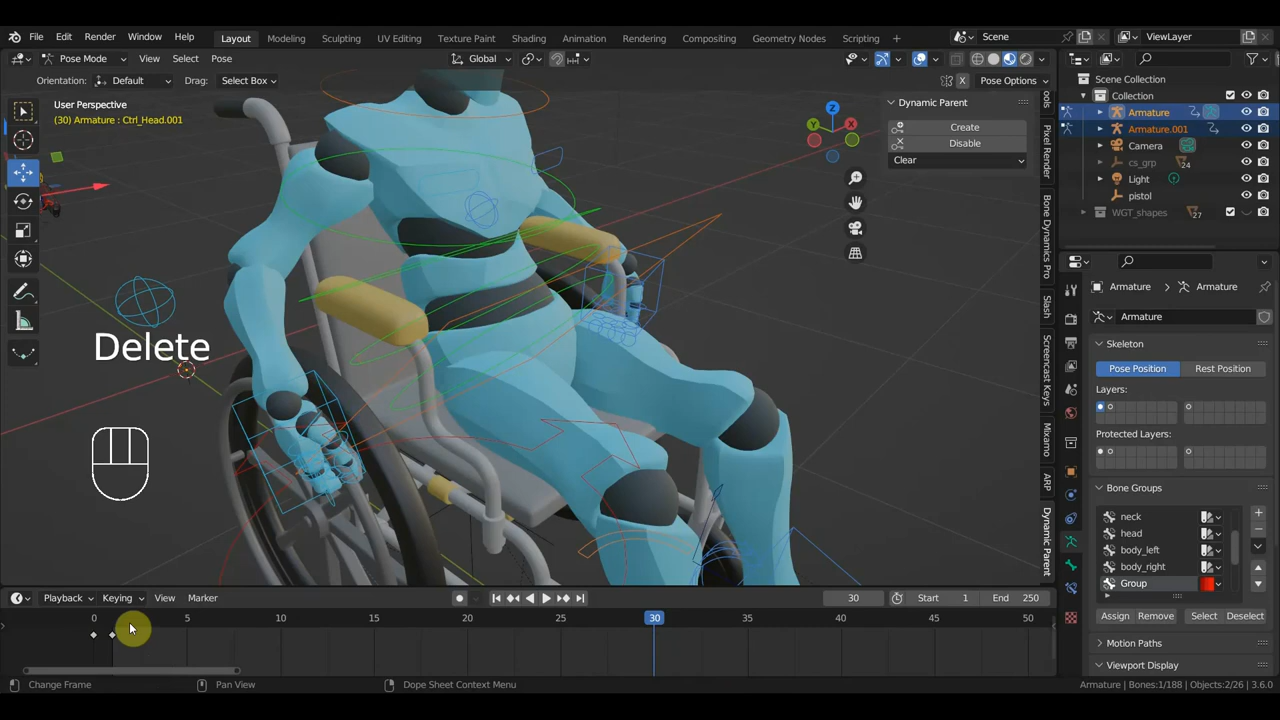 File Edit Render Window Help Layout Modeling Sculpting UV Editing Texture Paint Shading Animation Rendering Compositing Geometry Nodes Scripting + Scene ViewLayer
Pose Mode View Select Pose Global
Orientation: Default Drag: Select Box X Pose Options
User Perspective
(30) Armature : Ctrl_Head.001
Z
X
Y
Dynamic Parent
Create
Disable
Clear
Pixel Render
Bone Dynamics Pro
Slash
Screencast Keys
Mixamo
ARP
Dynamic Parent
Delete
Scene Collection
Collection
Armature
Armature.001
Camera
cs_grp 24
Light
pistol
WGT_shapes 27
Armature > Armature
Armature
Skeleton
Pose Position Rest Position
Layers:
Protected Layers:
Bone Groups
neck
head
body_left
body_right
Group
Assign Remove Select Deselect
Motion Paths
Viewport Display
Playback Keying View Marker 30 Start 1 End 250
0 5 10 15 20 25 30 35 40 45 50
Change Frame Pan View Dope Sheet Context Menu Armature | Bones:1/188 | Objects:2/26 | 3.6.0